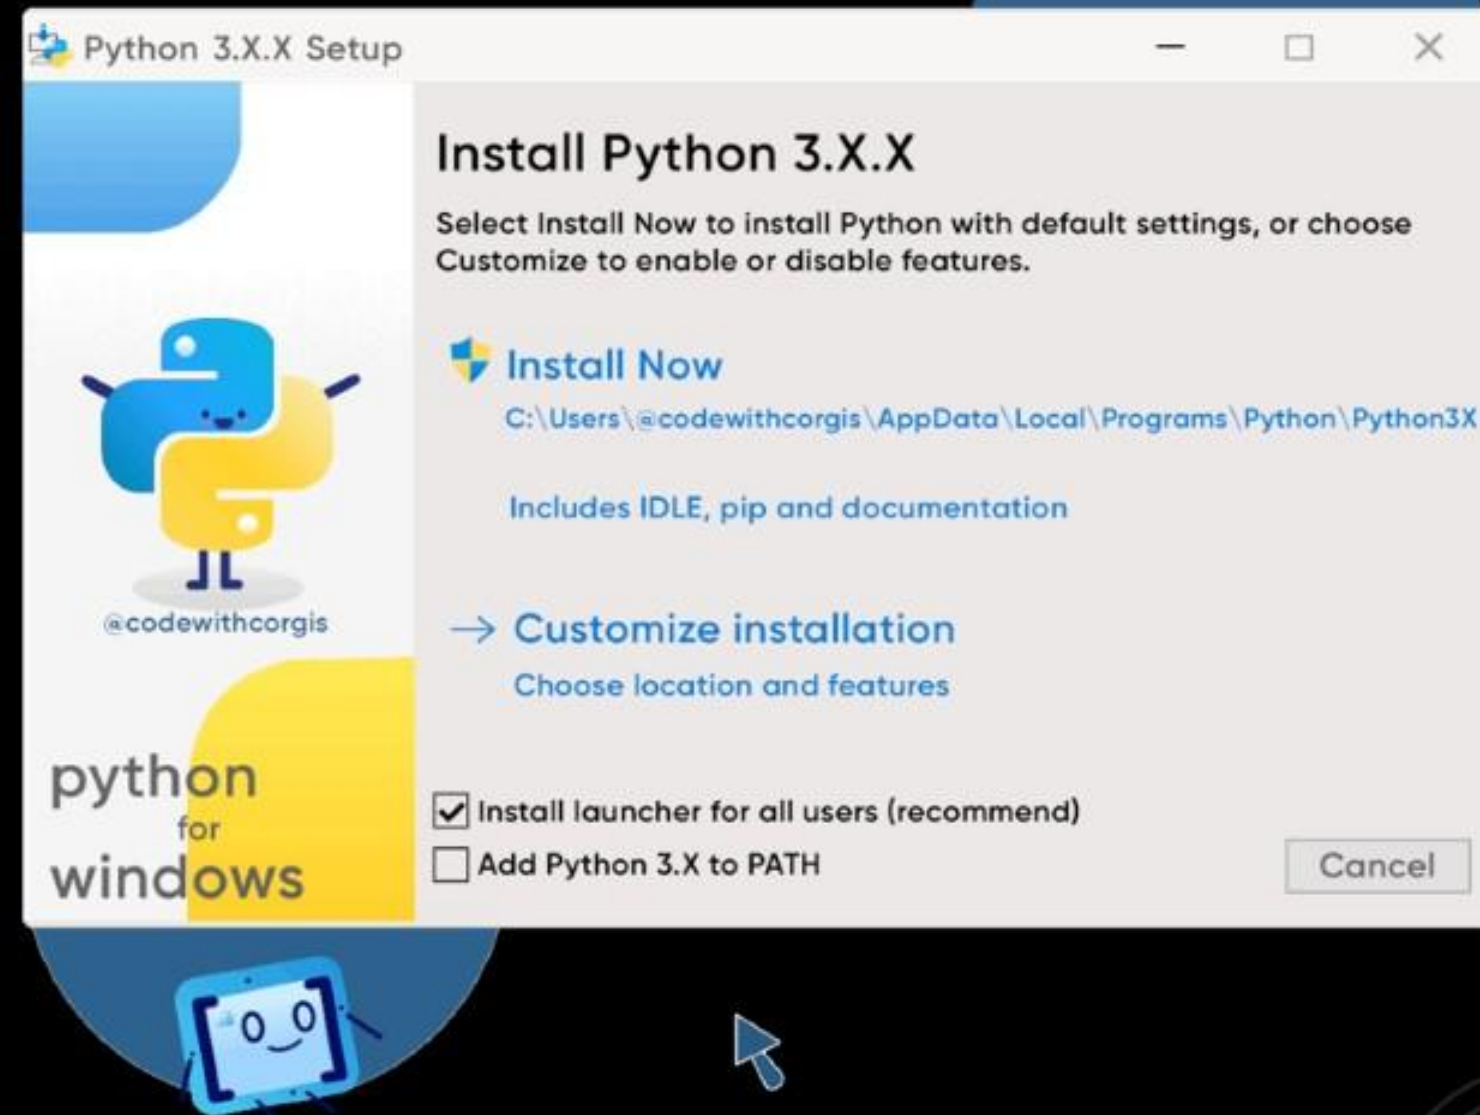 Python 3.X.X Setup
Install Python 3.X.X
Select Install Now to install Python with default settings, or choose
Customize to enable or disable features.
Install Now
C:\Users\@codewithcorgis\AppData\Local\Programs\Python\Python3X
Includes IDLE, pip and documentation
@codewithcorgis
Customize installation
Choose location and features
python
for
windows
Install launcher for all users (recommend)
Add Python 3.X to PATH
Cancel